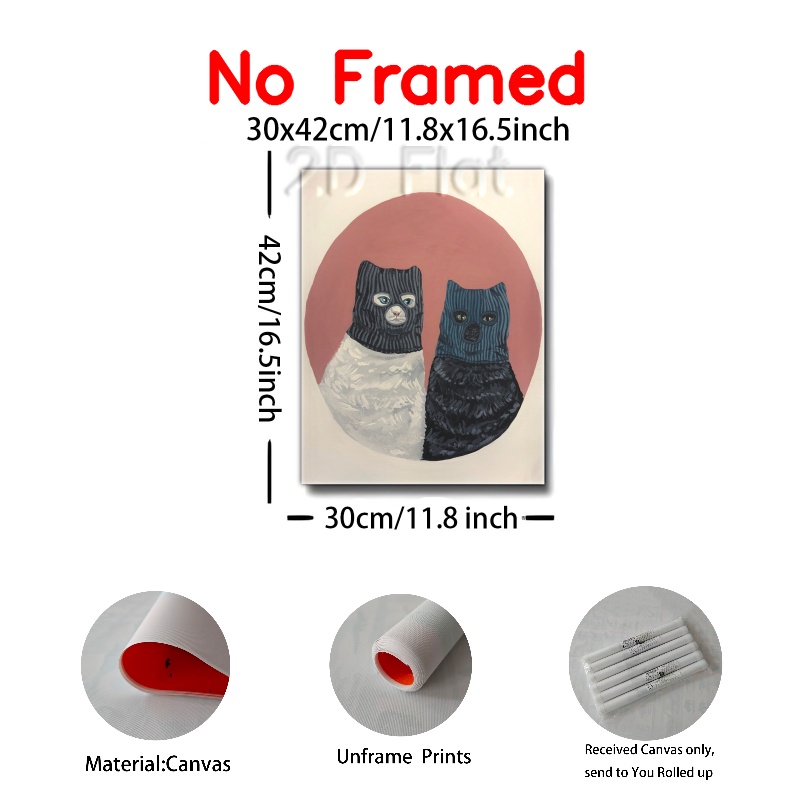 No Framed
30x42cm/11.8x16.5inch
2.D Flat
42cm/16.5inch
30cm/11.8 inch
Material:Canvas
Unframe Prints
Received Canvas only,
send to You Rolled up